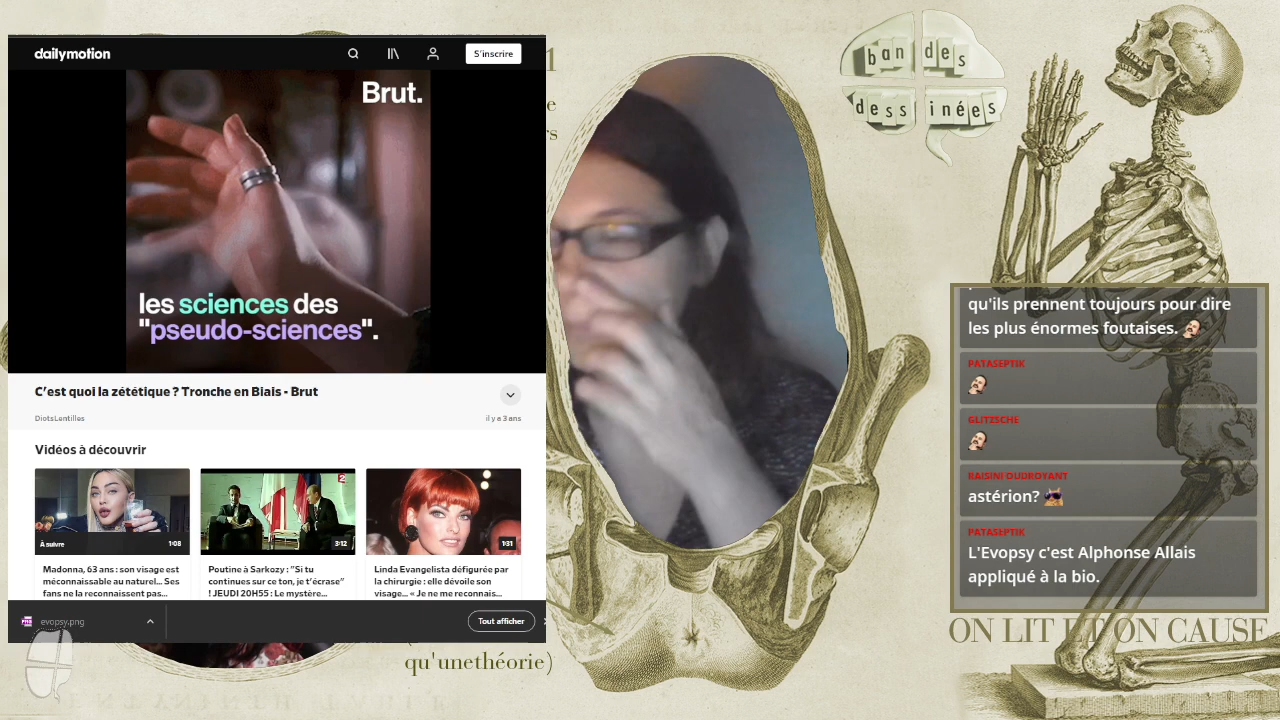 dailymotion
S'inscrire
Brut.
les sciences des
"pseudo-sciences".
C'est quoi la zététique ? Tronche en Biais - Brut
DiotsLentilles
il y a 3 ans
Vidéos à découvrir
À suivre
1:08
3:12
2
1:31
Madonna, 63 ans : son visage est
méconnaissable au naturel... Ses
fans ne la reconnaissent pas...
Poutine à Sarkozy : "Si tu
continues sur ce ton, je t'écrase"
! JEUDI 20H55 : Le mystère...
Linda Evangelista défigurée par
la chirurgie : elle dévoile son
visage... « Je ne me reconnais...
evopsy.png
Tout afficher
1
e
rs
qu'unethéorie)
ban des
dessinées
qu'ils prennent toujours pour dire
les plus énormes foutaises.
PATASEPTIK
GLITZSCHE
RAISINI OUDROYANT
astérion?
PATASEPTIK
L'Evopsy c'est Alphonse Allais
appliqué à la bio.
ON LIT ET ON CAUSE